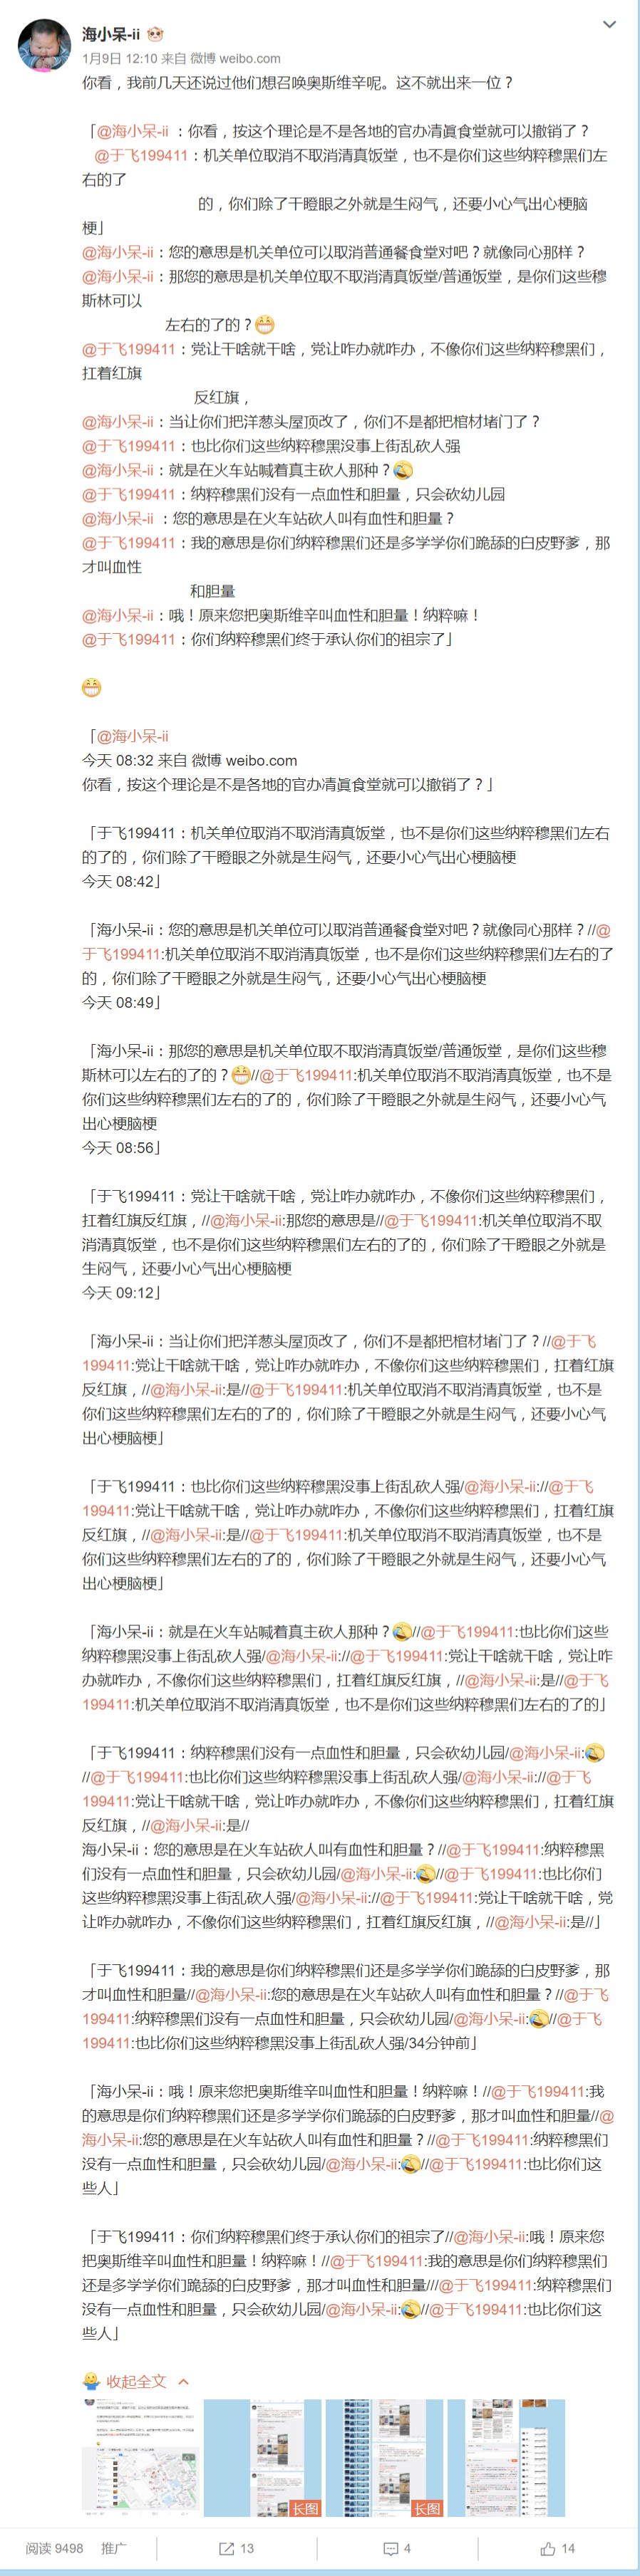 海小呆-ii
1月9日 12:10 来自 微博 weibo.com
你看，我前几天还说过他们想召唤奥斯维辛呢。这不就出来一位？
「@海小呆-ii ：你看，按这个理论是不是各地的官办清眞食堂就可以撤销了？
@于飞199411：机关单位取消不取消清真饭堂，也不是你们这些纳粹穆黑们左
右的了
的，你们除了干瞪眼之外就是生闷气，还要小心气出心梗脑
梗」
@海小呆-ii：您的意思是机关单位可以取消普通餐食堂对吧？就像同心那样？
@海小呆-ii：那您的意思是机关单位取不取消清真饭堂/普通饭堂，是你们这些穆
斯林可以
左右的了的？
@于飞199411：党让干啥就干啥，党让咋办就咋办，不像你们这些纳粹穆黑们，
扛着红旗
反红旗，
@海小呆-ii：当让你们把洋葱头屋顶改了，你们不是都把棺材堵门了？
@于飞199411：也比你们这些纳粹穆黑没事上街乱砍人强
@海小呆-ii：就是在火车站喊着真主砍人那种？
@于飞199411：纳粹穆黑们没有一点血性和胆量，只会砍幼儿园
@海小呆-ii ：您的意思是在火车站砍人叫有血性和胆量？
@于飞199411：我的意思是你们纳粹穆黑们还是多学学你们跪舔的白皮野爹，那
才叫血性
和胆量
@海小呆-ii：哦！原来您把奥斯维辛叫血性和胆量！纳粹嘛！
@于飞199411：你们纳粹穆黑们终于承认你们的祖宗了」
「@海小呆-ii
今天 08:32 来自 微博 weibo.com
你看，按这个理论是不是各地的官办清眞食堂就可以撤销了？」
「于飞199411：机关单位取消不取消清真饭堂，也不是你们这些纳粹穆黑们左右
的了的，你们除了干瞪眼之外就是生闷气，还要小心气出心梗脑梗
今天 08:42」
「海小呆-ii：您的意思是机关单位可以取消普通餐食堂对吧？就像同心那样？//@
于飞199411:机关单位取消不取消清真饭堂，也不是你们这些纳粹穆黑们左右的了
的，你们除了干瞪眼之外就是生闷气，还要小心气出心梗脑梗
今天 08:49」
「海小呆-ii：那您的意思是机关单位取不取消清真饭堂/普通饭堂，是你们这些穆
斯林可以左右的了的？//@于飞199411:机关单位取消不取消清真饭堂，也不是
你们这些纳粹穆黑们左右的了的，你们除了干瞪眼之外就是生闷气，还要小心气
出心梗脑梗
今天 08:56」
「于飞199411：党让干啥就干啥，党让咋办就咋办，不像你们这些纳粹穆黑们，
扛着红旗反红旗，//@海小呆-ii:那您的意思是//@于飞199411:机关单位取消不取
消清真饭堂，也不是你们这些纳粹穆黑们左右的了的，你们除了干瞪眼之外就是
生闷气，还要小心气出心梗脑梗
今天 09:12」
「海小呆-ii：当让你们把洋葱头屋顶改了，你们不是都把棺材堵门了？//@于飞
199411:党让干啥就干啥，党让咋办就咋办，不像你们这些纳粹穆黑们，扛着红旗
反红旗，//@海小呆-ii:是//@于飞199411:机关单位取消不取消清真饭堂，也不是
你们这些纳粹穆黑们左右的了的，你们除了干瞪眼之外就是生闷气，还要小心气
出心梗脑梗」
「于飞199411：也比你们这些纳粹穆黑没事上街乱砍人强/@海小呆-ii://@于飞
199411:党让干啥就干啥，党让咋办就咋办，不像你们这些纳粹穆黑们，扛着红旗
反红旗，//@海小呆-ii:是//@于飞199411:机关单位取消不取消清真饭堂，也不是
你们这些纳粹穆黑们左右的了的，你们除了干瞪眼之外就是生闷气，还要小心气
出心梗脑梗」
「海小呆-ii：就是在火车站喊着真主砍人那种？//@于飞199411:也比你们这些
纳粹穆黑没事上街乱砍人强/@海小呆-ii://@于飞199411:党让干啥就干啥，党让咋
办就咋办，不像你们这些纳粹穆黑们，扛着红旗反红旗，//@海小呆-ii:是//@于飞
199411:机关单位取消不取消清真饭堂，也不是你们这些纳粹穆黑们左右的了的」
「于飞199411：纳粹穆黑们没有一点血性和胆量，只会砍幼儿园/@海小呆-ii:
//@于飞199411:也比你们这些纳粹穆黑没事上街乱砍人强/@海小呆-ii://@于飞
199411:党让干啥就干啥，党让咋办就咋办，不像你们这些纳粹穆黑们，扛着红旗
反红旗，//@海小呆-ii:是//
海小呆-ii：您的意思是在火车站砍人叫有血性和胆量？//@于飞199411:纳粹穆黑
们没有一点血性和胆量，只会砍幼儿园/@海小呆-ii://@于飞199411:也比你们
这些纳粹穆黑没事上街乱砍人强/@海小呆-ii://@于飞199411:党让干啥就干啥，党
让咋办就咋办，不像你们这些纳粹穆黑们，扛着红旗反红旗，//@海小呆-ii:是//」
「于飞199411：我的意思是你们纳粹穆黑们还是多学学你们跪舔的白皮野爹，那
才叫血性和胆量//@海小呆-ii:您的意思是在火车站砍人叫有血性和胆量？//@于飞
199411:纳粹穆黑们没有一点血性和胆量，只会砍幼儿园/@海小呆-ii://@于飞
199411:也比你们这些纳粹穆黑没事上街乱砍人强/34分钟前」
「海小呆-ii：哦！原来您把奥斯维辛叫血性和胆量！纳粹嘛！//@于飞199411:我
的意思是你们纳粹穆黑们还是多学学你们跪舔的白皮野爹，那才叫血性和胆量//@
海小呆-ii:您的意思是在火车站砍人叫有血性和胆量？//@于飞199411:纳粹穆黑们
没有一点血性和胆量，只会砍幼儿园/@海小呆-ii://@于飞199411:也比你们这
些人」
「于飞199411：你们纳粹穆黑们终于承认你们的祖宗了//@海小呆-ii:哦！原来您
把奥斯维辛叫血性和胆量！纳粹嘛！//@于飞199411:我的意思是你们纳粹穆黑们
还是多学学你们跪舔的白皮野爹，那才叫血性和胆量///@于飞199411:纳粹穆黑们
没有一点血性和胆量，只会砍幼儿园/@海小呆-ii://@于飞199411:也比你们这
些人」
收起全文
长图
长图
阅读 9498 推广 13 4 14